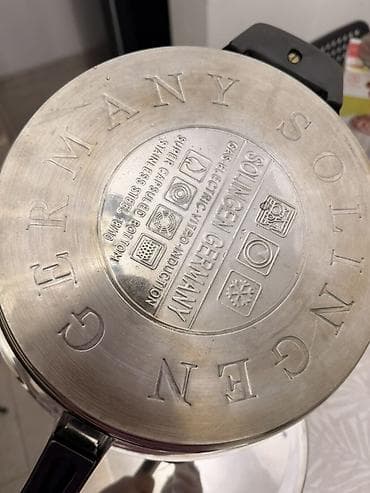 GERMANY SOLINGEN
SOLINGEN GERMANY
GAS-ELECTRIC-VITRO-INDUCTION
SUPER CAPSULED BOTTOM
STAINLESS STEEL 18/10